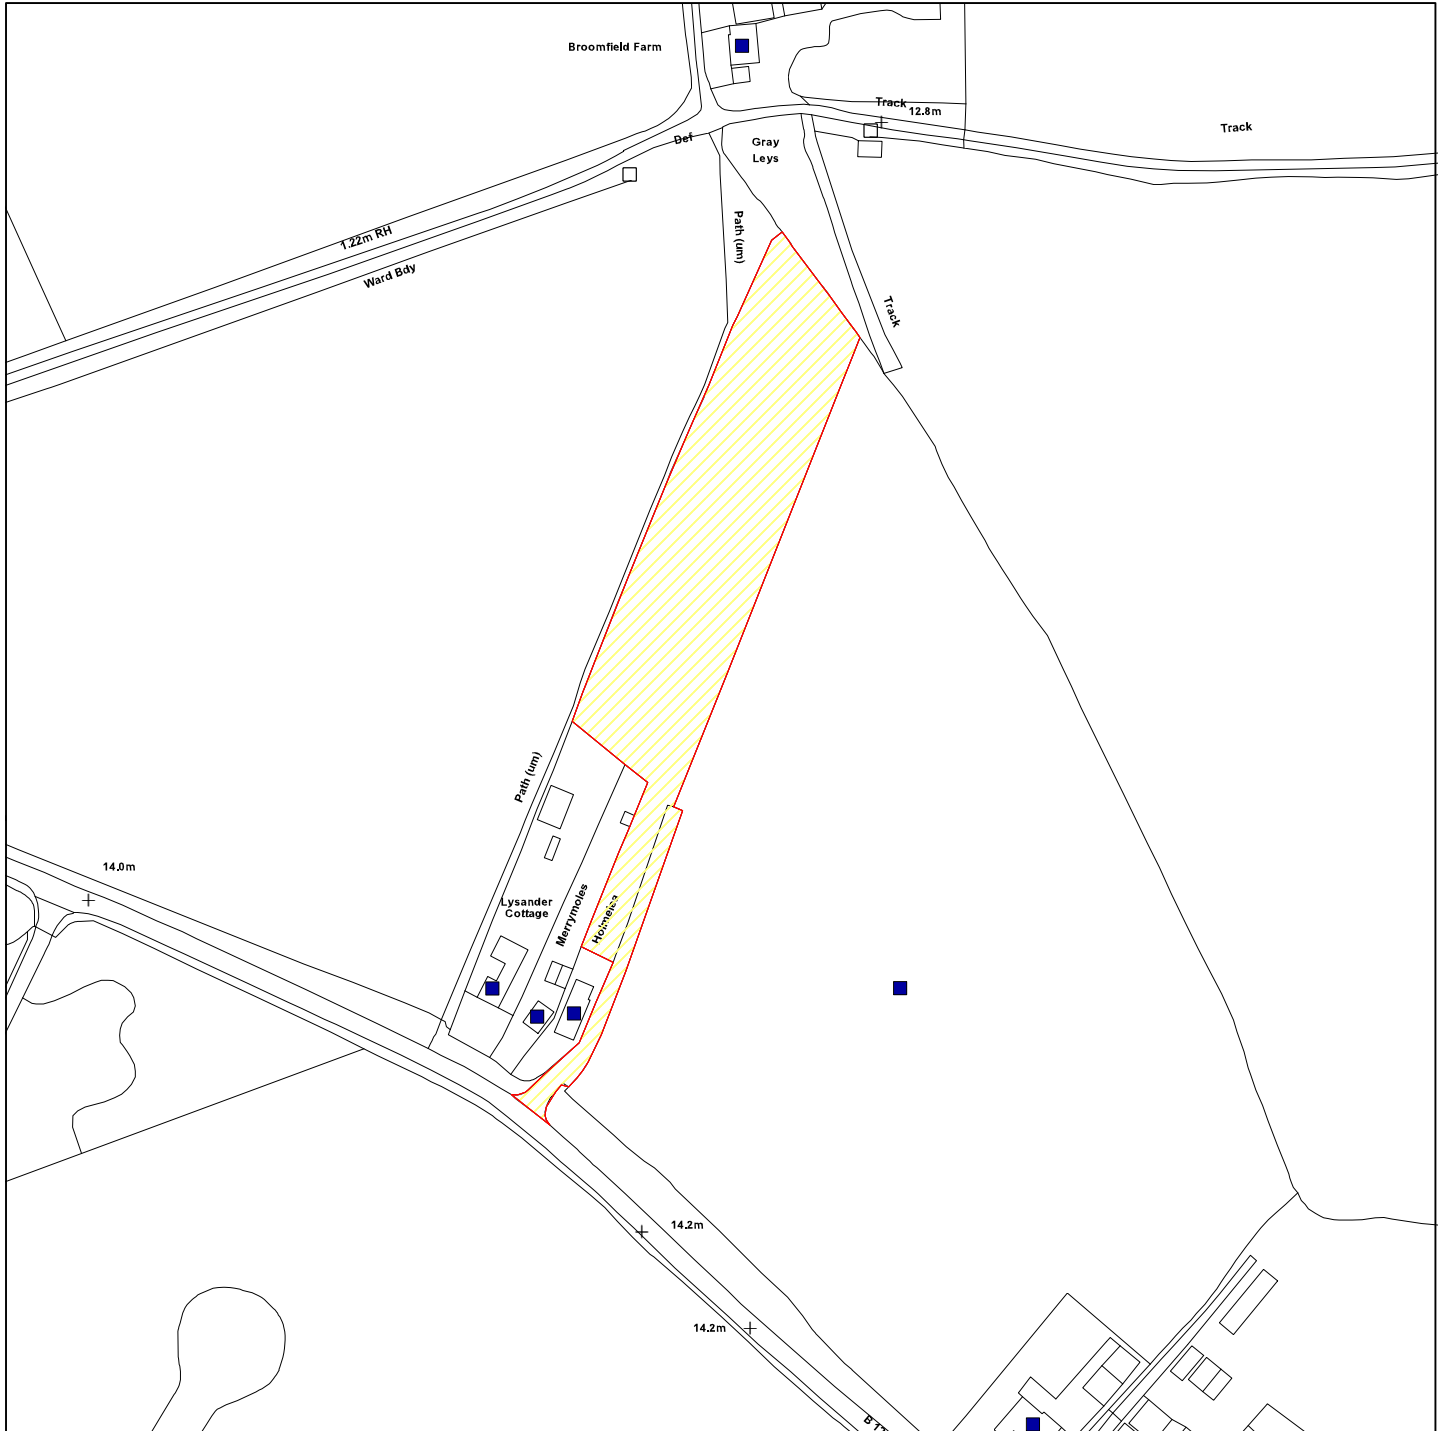 Broomfield Farm
Track
12.8m
Track
Def
Gray
Leys
1.22m RH
Path (um)
Ward Bdy
Track
Path (um)
14.0m
Lysander
Cottage
Merrymoles
14.2m
14.2m